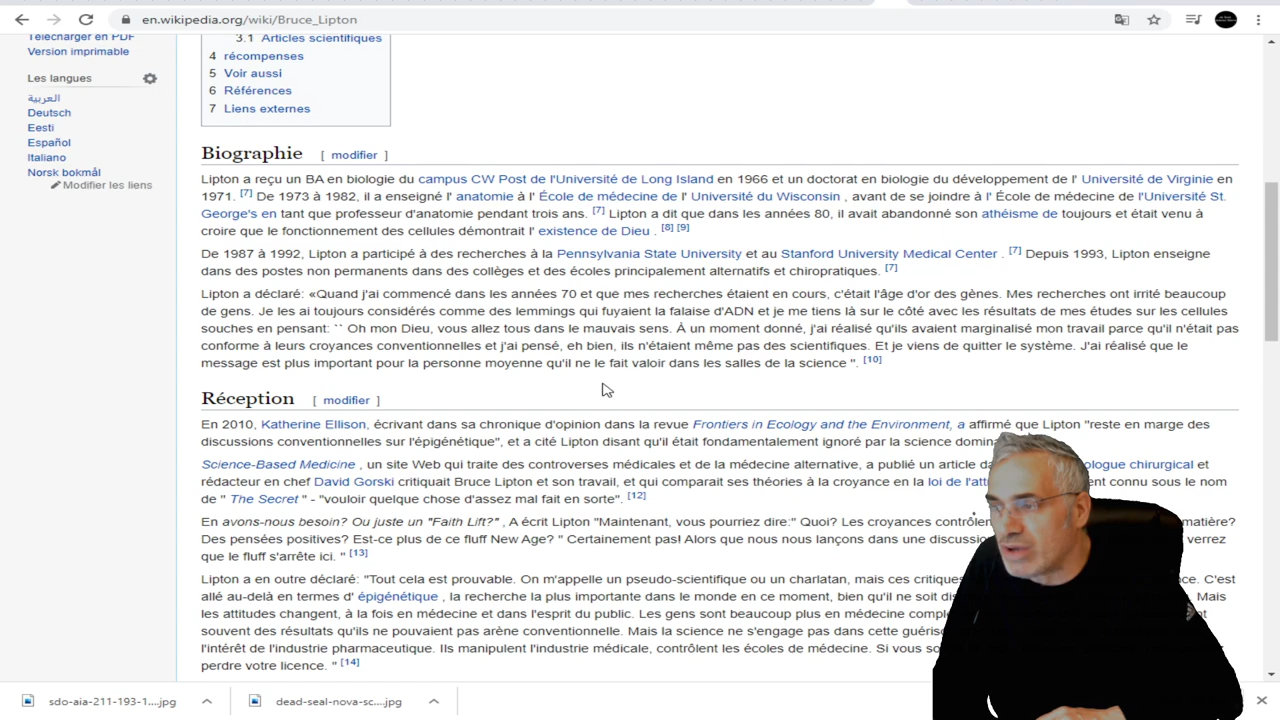 en.wikipedia.org/wiki/Bruce_Lipton
Télécharger en PDF
Version imprimable
Les langues
العربية
Deutsch
Eesti
Español
Italiano
Norsk bokmål
Modifier les liens
3.1 Articles scientifiques
4 récompenses
5 Voir aussi
6 Références
7 Liens externes
Biographie [ modifier ]
Lipton a reçu un BA en biologie du campus CW Post de l'Université de Long Island en 1966 et un doctorat en biologie du développement de l' Université de Virginie en
1971. [7] De 1973 à 1982, il a enseigné l' anatomie à l' École de médecine de l' Université du Wisconsin , avant de se joindre à l' École de médecine de l'Université St.
George's en tant que professeur d'anatomie pendant trois ans. [7] Lipton a dit que dans les années 80, il avait abandonné son athéisme de toujours et était venu à
croire que le fonctionnement des cellules démontrait l' existence de Dieu . [8] [9]
De 1987 à 1992, Lipton a participé à des recherches à la Pennsylvania State University et au Stanford University Medical Center . [7] Depuis 1993, Lipton enseigne
dans des postes non permanents dans des collèges et des écoles principalement alternatifs et chiropratiques. [7]
Lipton a déclaré: «Quand j'ai commencé dans les années 70 et que mes recherches étaient en cours, c'était l'âge d'or des gènes. Mes recherches ont irrité beaucoup
de gens. Je les ai toujours considérés comme des lemmings qui fuyaient la falaise d'ADN et je me tiens là sur le côté avec les résultats de mes études sur les cellules
souches en pensant: `` Oh mon Dieu, vous allez tous dans le mauvais sens. À un moment donné, j'ai réalisé qu'ils avaient marginalisé mon travail parce qu'il n'était pas
conforme à leurs croyances conventionnelles et j'ai pensé, eh bien, ils n'étaient même pas des scientifiques. Et je viens de quitter le système. J'ai réalisé que le
message est plus important pour la personne moyenne qu'il ne le fait valoir dans les salles de la science ". [10]
Réception [ modifier ]
En 2010, Katherine Ellison, écrivant dans sa chronique d'opinion dans la revue Frontiers in Ecology and the Environment, a affirmé que Lipton "reste en marge des
discussions conventionnelles sur l'épigénétique", et a cité Lipton disant qu'il était fondamentalement ignoré par la science
Science-Based Medicine , un site Web qui traite des controverses médicales et de la médecine alternative, a publié un article chirurgical et
rédacteur en chef David Gorski critiquait Bruce Lipton et son travail, et qui comparait ses théories à la croyance en la loi de connu sous le nom
de " The Secret " - "vouloir quelque chose d'assez mal fait en sorte". [12]
En avons-nous besoin? Ou juste un "Faith Lift?" , A écrit Lipton "Maintenant, vous pourriez dire:" Quoi? Les croyances matière?
Des pensées positives? Est-ce plus de ce fluff New Age? " Certainement pas! Alors que nous nous lançons dans une verrez
que le fluff s'arrête ici. " [13]
Lipton a en outre déclaré: "Tout cela est prouvable. On m'appelle un pseudo-scientifique ou un charlatan, mais ces C'est
allé au-delà en termes d' épigénétique , la recherche la plus importante dans le monde en ce moment, bien qu'il ne soit Mais
les attitudes changent, à la fois en médecine et dans l'esprit du public. Les gens sont beaucoup plus en médecine
souvent des résultats qu'ils ne pouvaient pas arène conventionnelle. Mais la science ne s'engage pas dans cette
l'intérêt de l'industrie pharmaceutique. Ils manipulent l'industrie médicale, contrôlent les écoles de médecine. Si vous
perdre votre licence. " [14]
sdo-aia-211-193-1....jpg
dead-seal-nova-sc....jpg